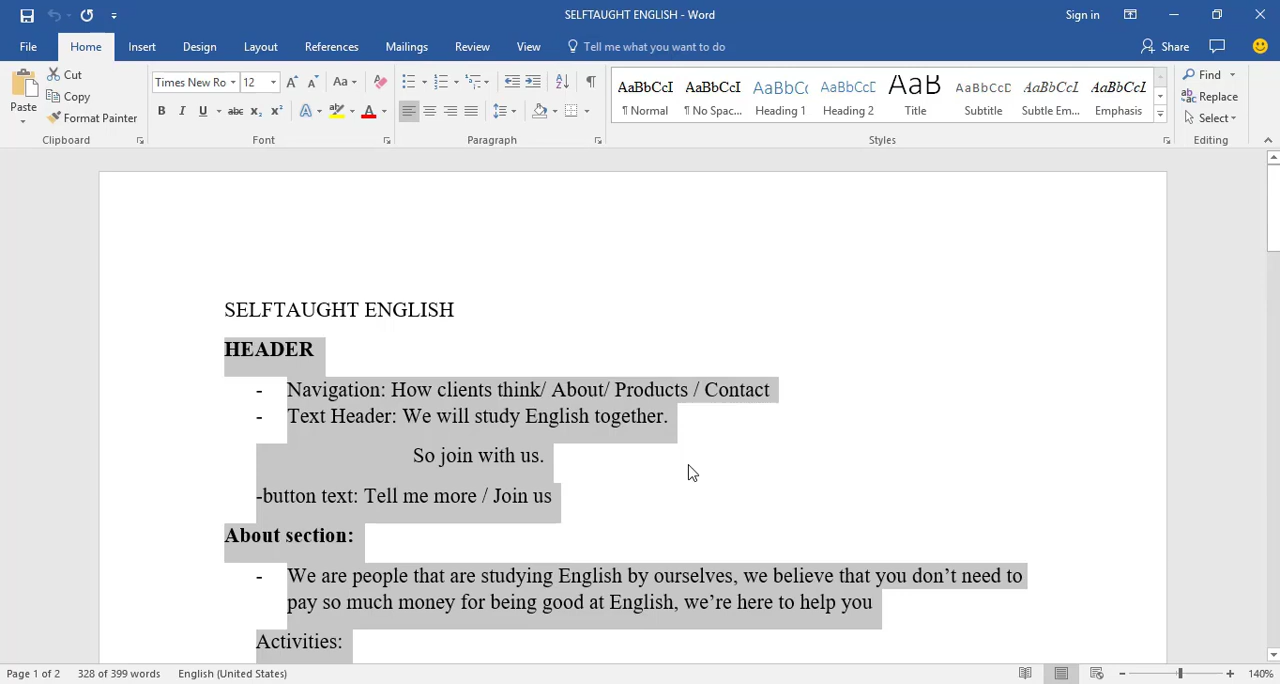 SELFTAUGHT ENGLISH - Word
Sign in
File Home Insert Design Layout References Mailings Review View Tell me what you want to do Share
Paste Cut Copy Format Painter Clipboard
Times New Ro 12 Font
Paragraph
AaBbCcI AaBbCcI AaBbCc AaBbCcC AaB AaBbCcD AaBbCcI AaBbCcI
¶ Normal ¶ No Spac... Heading 1 Heading 2 Title Subtitle Subtle Em... Emphasis
Styles
Find
Replace
Select
Editing
SELFTAUGHT ENGLISH
HEADER
- Navigation: How clients think/ About/ Products / Contact
- Text Header: We will study English together.
So join with us.
-button text: Tell me more / Join us
About section:
- We are people that are studying English by ourselves, we believe that you don’t need to
pay so much money for being good at English, we’re here to help you
Activities:
Page 1 of 2 328 of 399 words English (United States) 140%